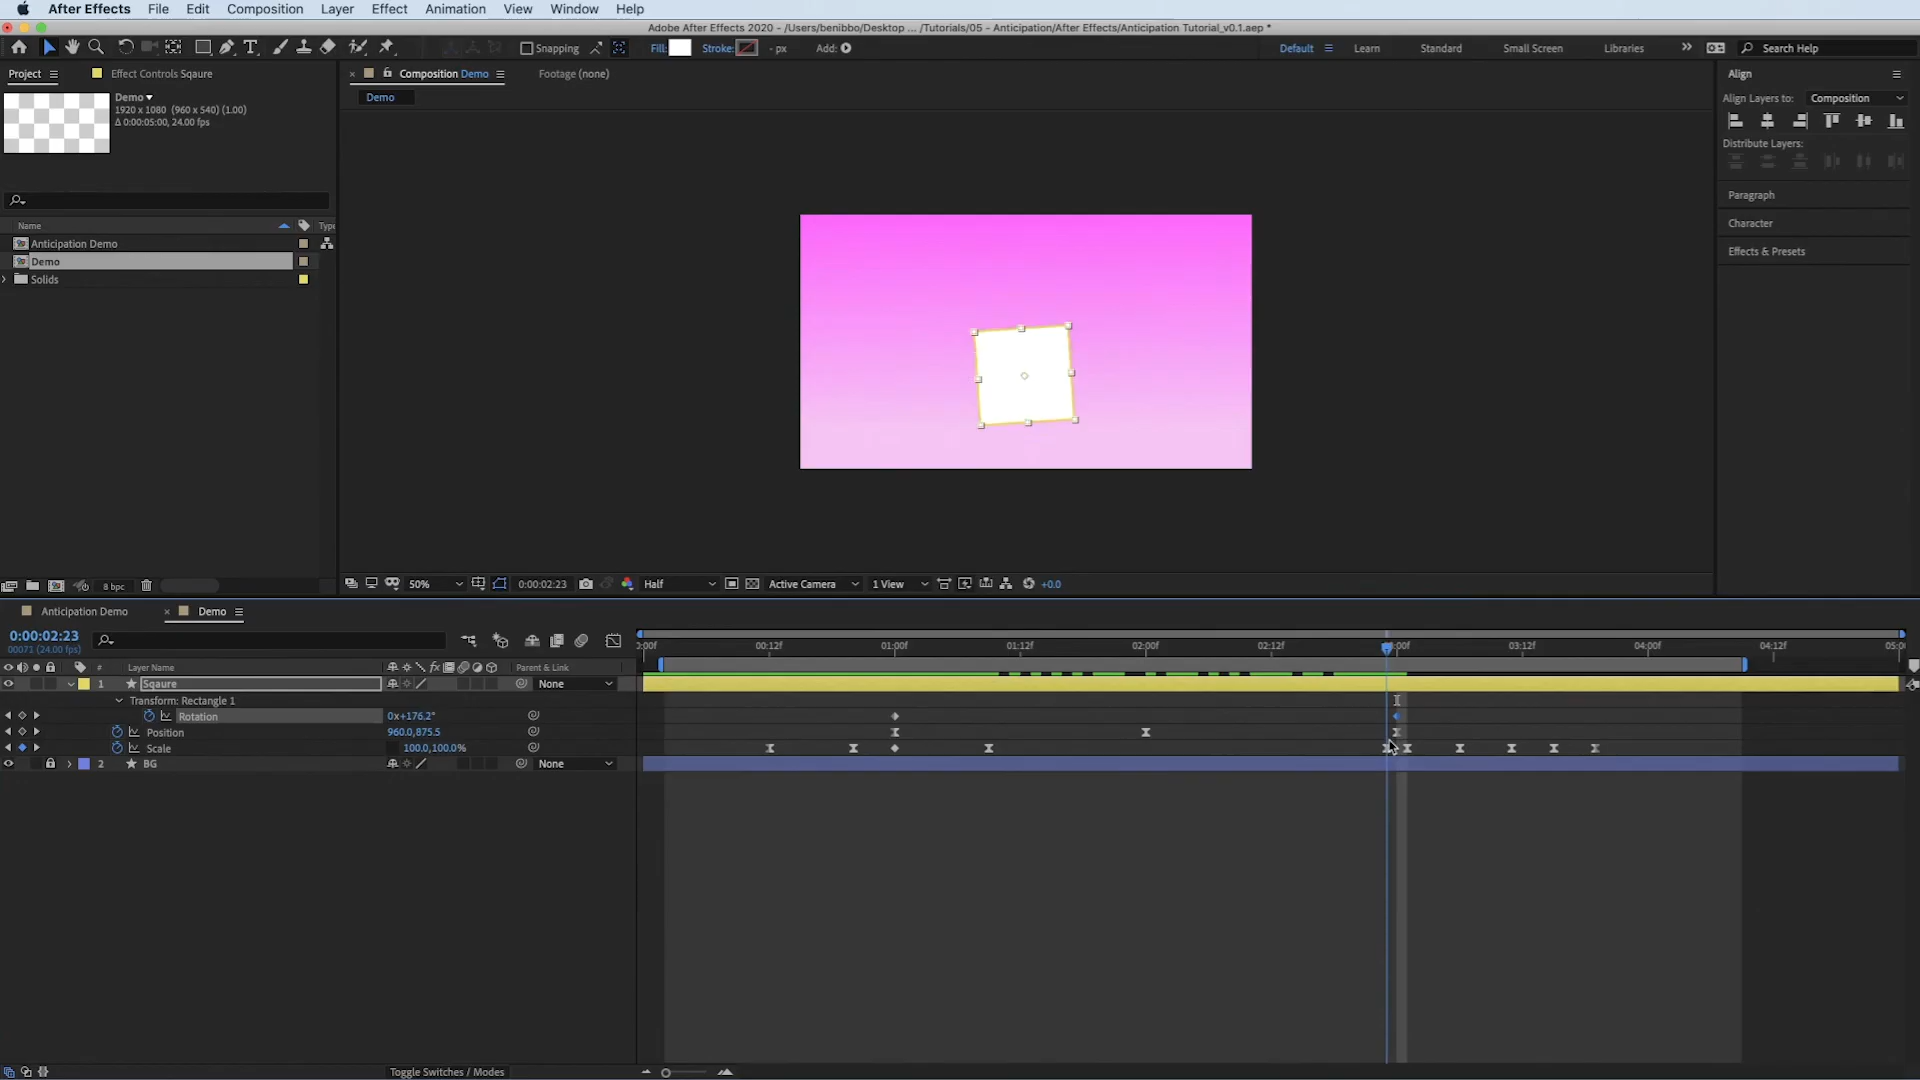 After Effects File Edit Composition Layer Effect Animation View Window Help
Adobe After Effects 2020 - /Users/benibbo/Desktop ... /Tutorials/05 - Anticipation/After Effects/Anticipation Tutorial_v0.1.aep *
Snapping Fill: Stroke: - px Add: Default Learn Standard Small Screen Libraries Search Help
Project Effect Controls Sqaure Composition Demo Footage (none) Align
Demo
1920 x 1080 (960 x 540) (1.00)
Δ 0:00:05:00, 24.00 fps
Demo
Align Layers to: Composition
Distribute Layers:
Paragraph
Character
Effects & Presets
Name Type
Anticipation Demo
Demo
Solids
8 bpc 50% 0:00:02:23 Half Active Camera 1 View +0.0
Anticipation Demo Demo
0:00:02:23
00071 (24.00 fps)
00:12f 01:00f 01:12f 02:00f 02:12f 03:12f 04:00f 04:12f
# Layer Name fx Parent & Link
1 Sqaure None
Transform: Rectangle 1
Rotation 0x+176.2°
Position 960.0,875.5
Scale 100.0,100.0%
2 BG None
Toggle Switches / Modes